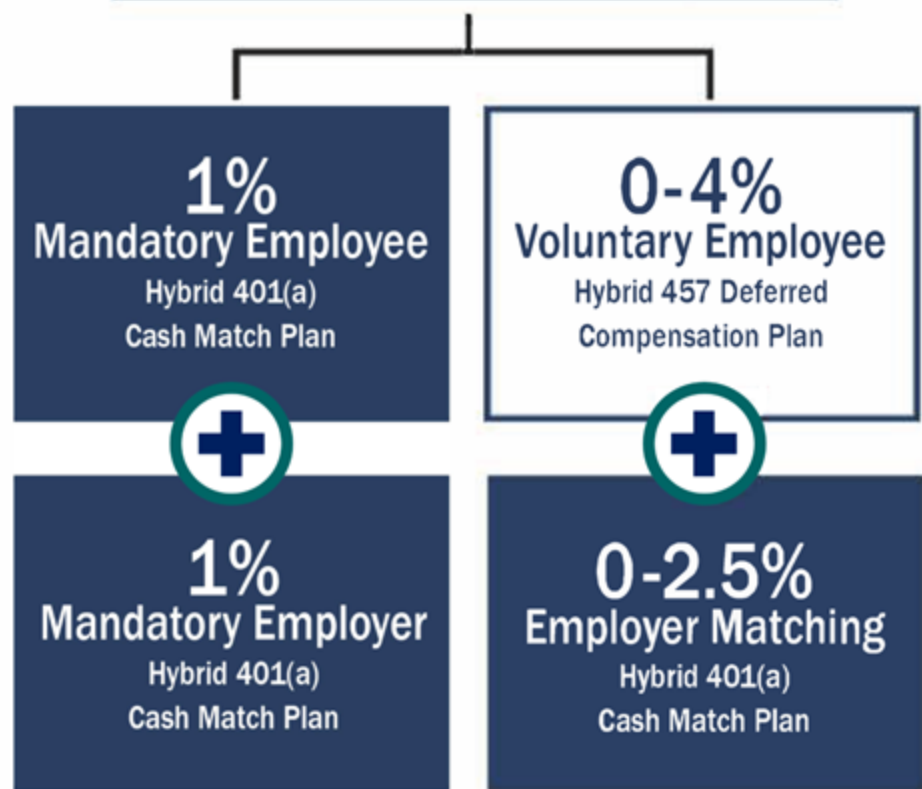 1%
Mandatory Employee
Hybrid 401(a)
Cash Match Plan
0-4%
Voluntary Employee
Hybrid 457 Deferred
Compensation Plan
1%
Mandatory Employer
Hybrid 401(a)
Cash Match Plan
0-2.5%
Employer Matching
Hybrid 401(a)
Cash Match Plan